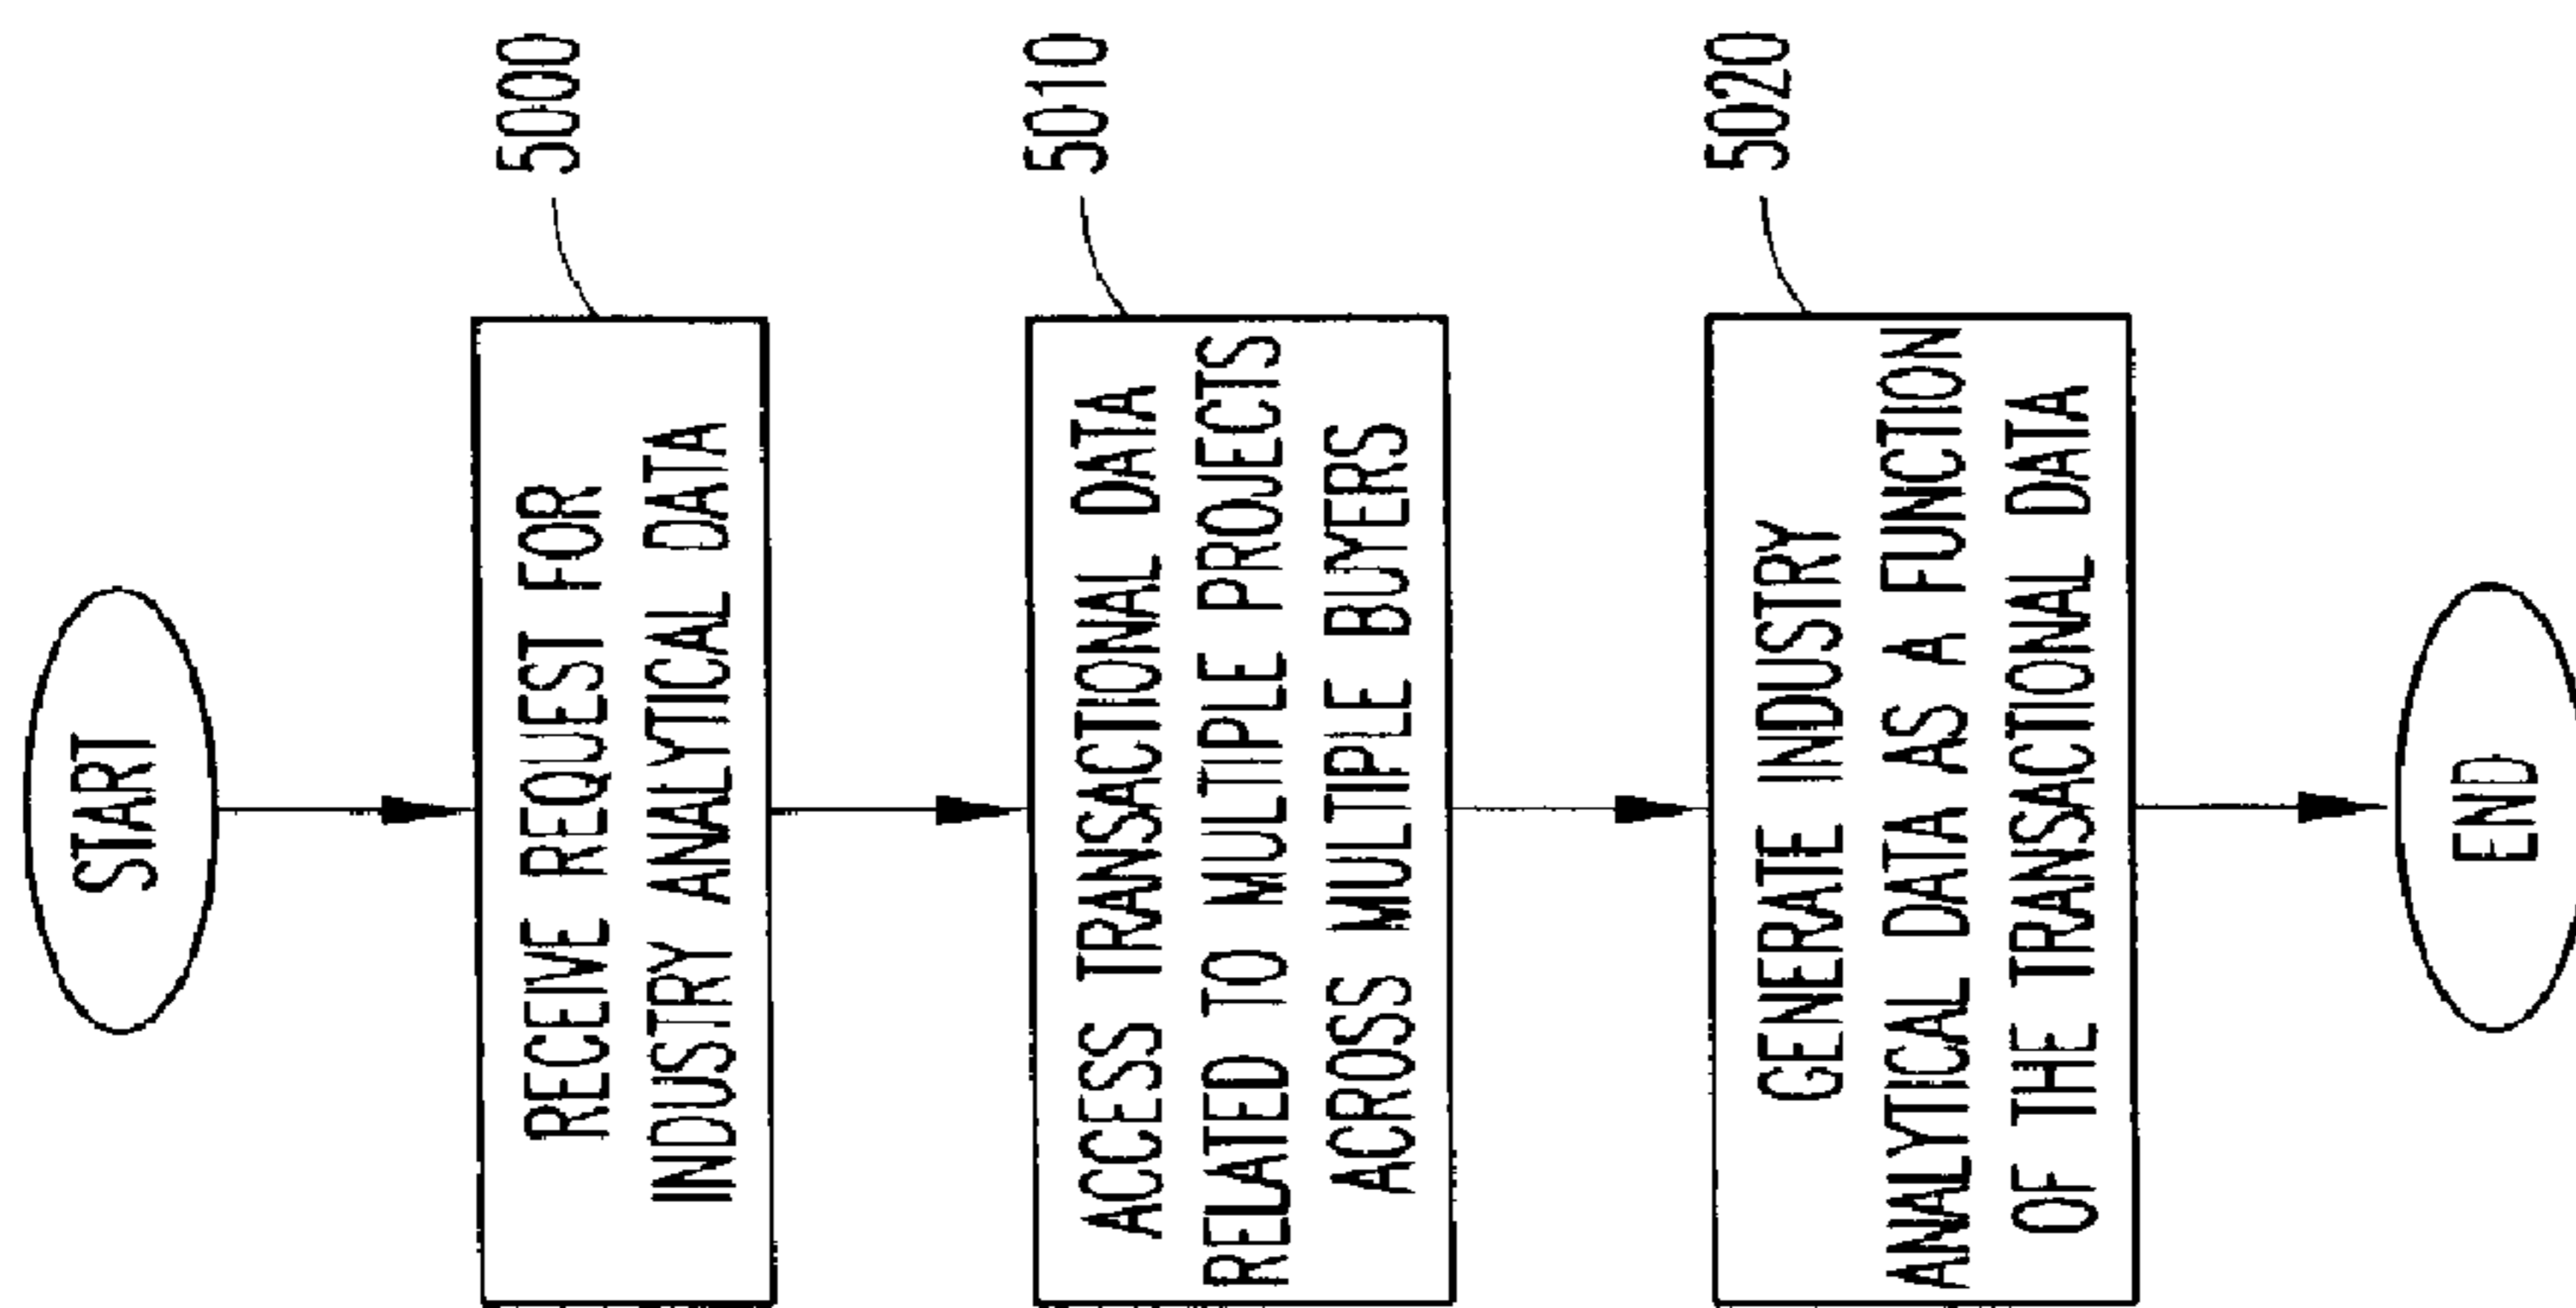 START
5000
RECEIVE REQUEST FOR
INDUSTRY ANALYTICAL DATA
5010
ACCESS TRANSACTIONAL DATA
RELATED TO MULTIPLE PROJECTS
ACROSS MULTIPLE BUYERS
5020
GENERATE INDUSTRY
ANALYTICAL DATA AS A FUNCTION
OF THE TRANSACTIONAL DATA
END